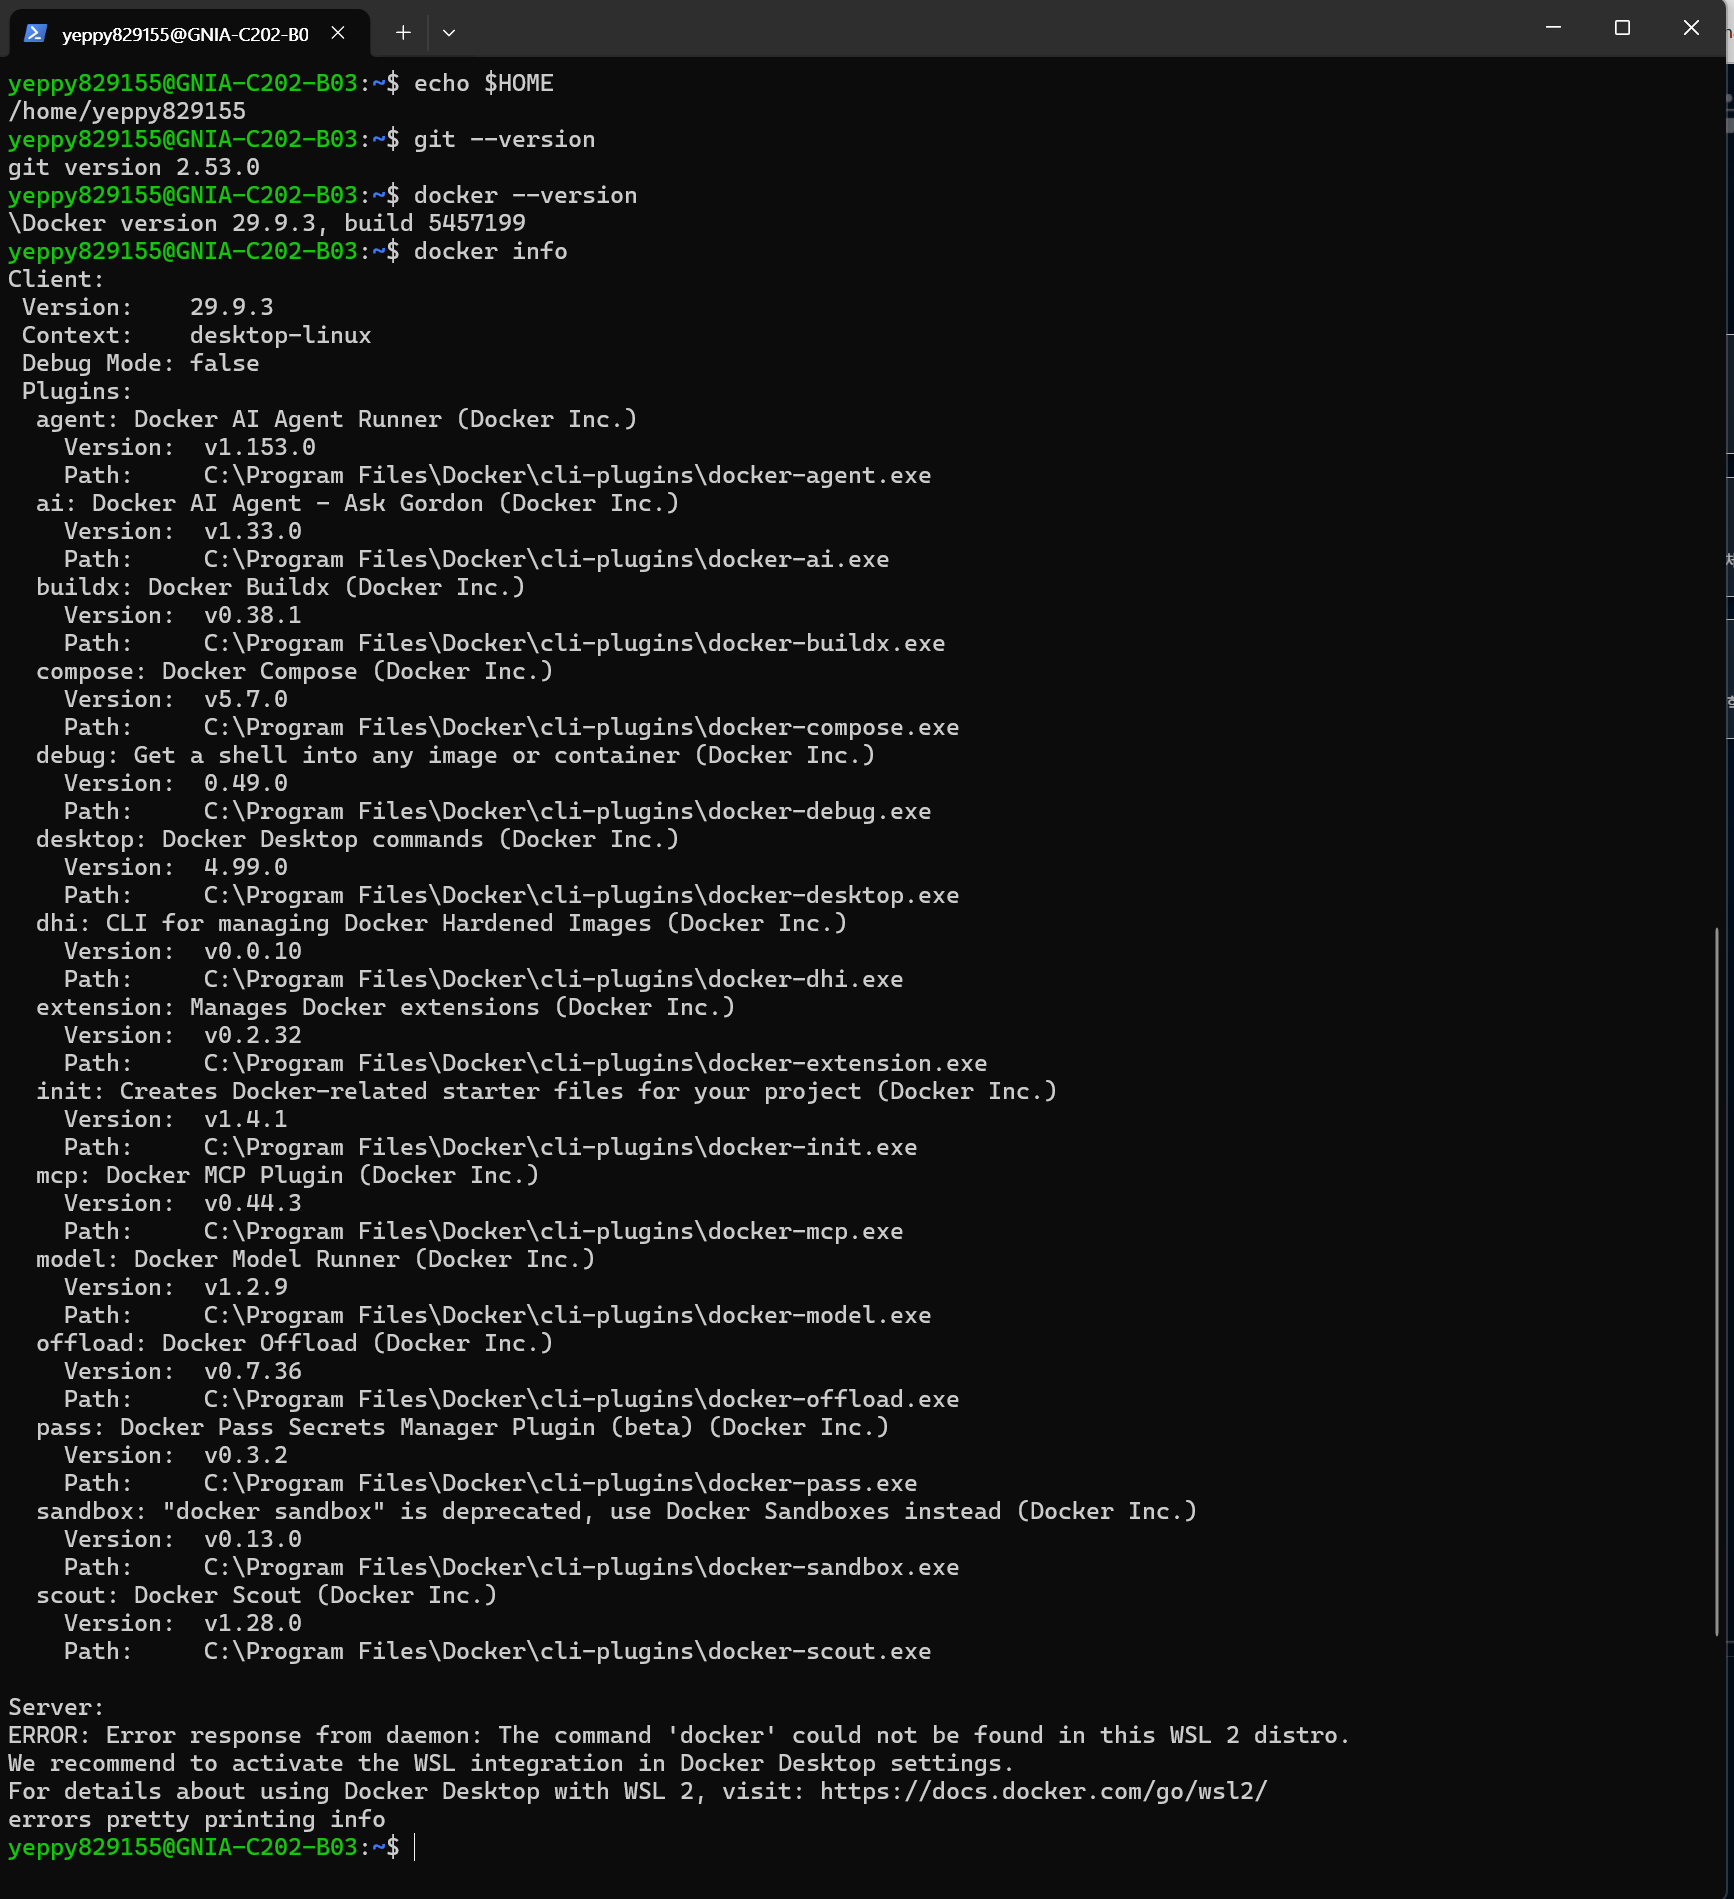 yeppy829155@GNIA-C202-B0
yeppy829155@GNIA-C202-B03:~$ echo $HOME
/home/yeppy829155
yeppy829155@GNIA-C202-B03:~$ git --version
git version 2.53.0
yeppy829155@GNIA-C202-B03:~$ docker --version
\Docker version 29.9.3, build 5457199
yeppy829155@GNIA-C202-B03:~$ docker info
Client:
 Version:    29.9.3
 Context:    desktop-linux
 Debug Mode: false
 Plugins:
  agent: Docker AI Agent Runner (Docker Inc.)
    Version:  v1.153.0
    Path:     C:\Program Files\Docker\cli-plugins\docker-agent.exe
  ai: Docker AI Agent - Ask Gordon (Docker Inc.)
    Version:  v1.33.0
    Path:     C:\Program Files\Docker\cli-plugins\docker-ai.exe
  buildx: Docker Buildx (Docker Inc.)
    Version:  v0.38.1
    Path:     C:\Program Files\Docker\cli-plugins\docker-buildx.exe
  compose: Docker Compose (Docker Inc.)
    Version:  v5.7.0
    Path:     C:\Program Files\Docker\cli-plugins\docker-compose.exe
  debug: Get a shell into any image or container (Docker Inc.)
    Version:  0.49.0
    Path:     C:\Program Files\Docker\cli-plugins\docker-debug.exe
  desktop: Docker Desktop commands (Docker Inc.)
    Version:  4.99.0
    Path:     C:\Program Files\Docker\cli-plugins\docker-desktop.exe
  dhi: CLI for managing Docker Hardened Images (Docker Inc.)
    Version:  v0.0.10
    Path:     C:\Program Files\Docker\cli-plugins\docker-dhi.exe
  extension: Manages Docker extensions (Docker Inc.)
    Version:  v0.2.32
    Path:     C:\Program Files\Docker\cli-plugins\docker-extension.exe
  init: Creates Docker-related starter files for your project (Docker Inc.)
    Version:  v1.4.1
    Path:     C:\Program Files\Docker\cli-plugins\docker-init.exe
  mcp: Docker MCP Plugin (Docker Inc.)
    Version:  v0.44.3
    Path:     C:\Program Files\Docker\cli-plugins\docker-mcp.exe
  model: Docker Model Runner (Docker Inc.)
    Version:  v1.2.9
    Path:     C:\Program Files\Docker\cli-plugins\docker-model.exe
  offload: Docker Offload (Docker Inc.)
    Version:  v0.7.36
    Path:     C:\Program Files\Docker\cli-plugins\docker-offload.exe
  pass: Docker Pass Secrets Manager Plugin (beta) (Docker Inc.)
    Version:  v0.3.2
    Path:     C:\Program Files\Docker\cli-plugins\docker-pass.exe
  sandbox: "docker sandbox" is deprecated, use Docker Sandboxes instead (Docker Inc.)
    Version:  v0.13.0
    Path:     C:\Program Files\Docker\cli-plugins\docker-sandbox.exe
  scout: Docker Scout (Docker Inc.)
    Version:  v1.28.0
    Path:     C:\Program Files\Docker\cli-plugins\docker-scout.exe

Server:
ERROR: Error response from daemon: The command 'docker' could not be found in this WSL 2 distro.
We recommend to activate the WSL integration in Docker Desktop settings.
For details about using Docker Desktop with WSL 2, visit: https://docs.docker.com/go/wsl2/
errors pretty printing info
yeppy829155@GNIA-C202-B03:~$